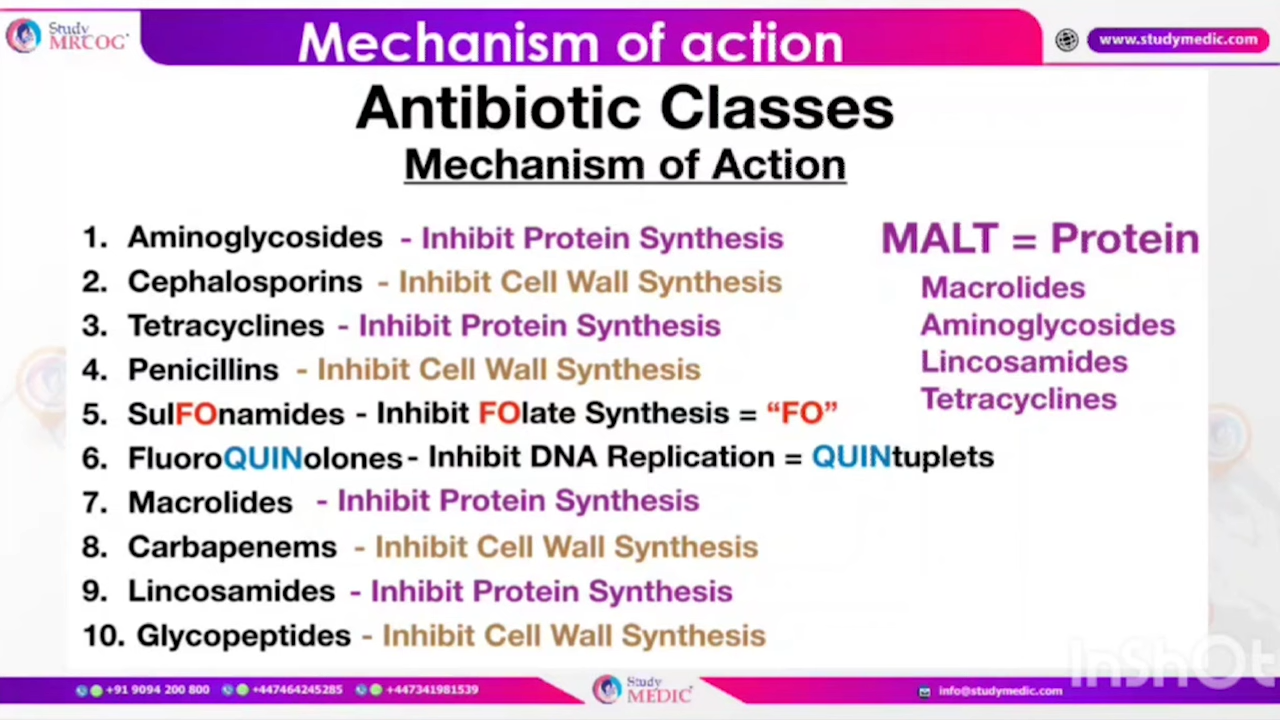 Study
MRCOG
Mechanism of action
www.studymedic.com
Antibiotic Classes
Mechanism of Action
1. Aminoglycosides - Inhibit Protein Synthesis
2. Cephalosporins - Inhibit Cell Wall Synthesis
3. Tetracyclines - Inhibit Protein Synthesis
4. Penicillins - Inhibit Cell Wall Synthesis
5. SulFOnamides - Inhibit FOlate Synthesis = “FO”
6. FluoroQUINolones - Inhibit DNA Replication = QUINtuplets
7. Macrolides - Inhibit Protein Synthesis
8. Carbapenems - Inhibit Cell Wall Synthesis
9. Lincosamides - Inhibit Protein Synthesis
10. Glycopeptides - Inhibit Cell Wall Synthesis
MALT = Protein
Macrolides
Aminoglycosides
Lincosamides
Tetracyclines
InShOt
+91 9094 200 800 +447464245285 +447341981539
Study
MEDIC
info@studymedic.com